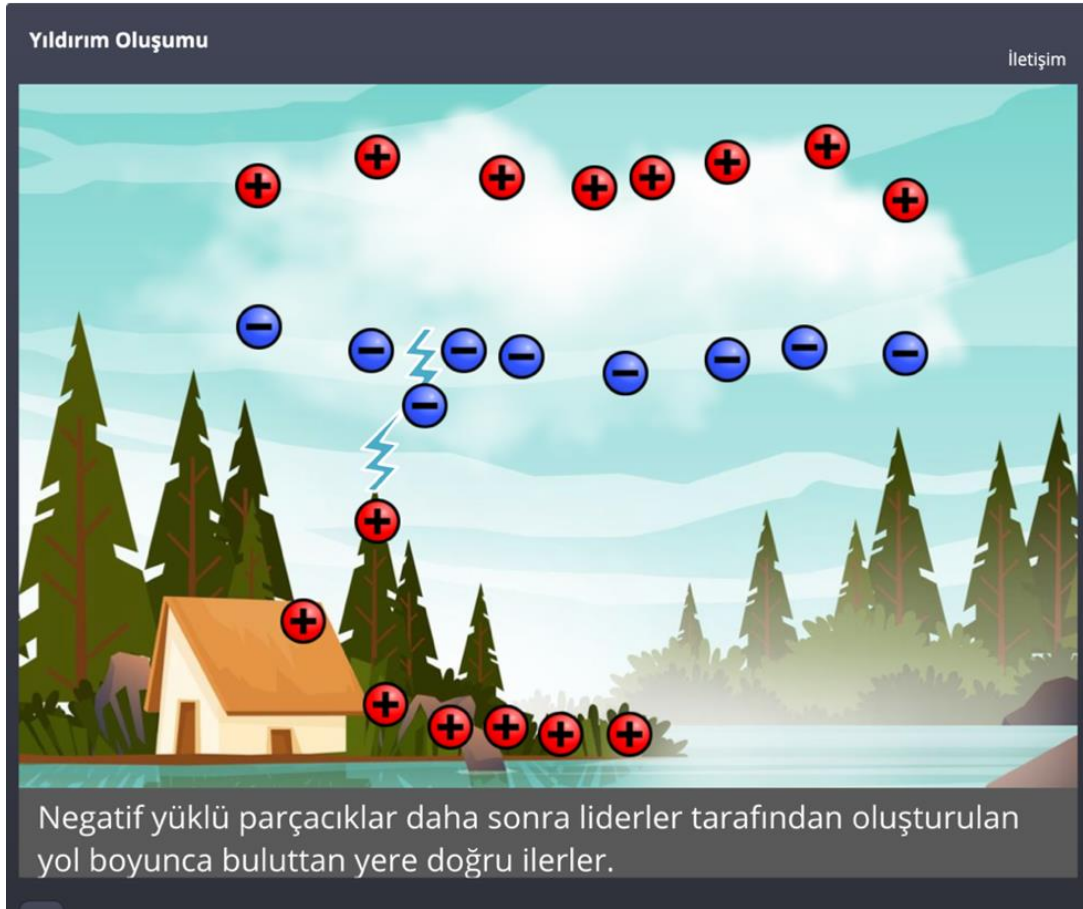 Yıldırım Oluşumu
İletişim
Negatif yüklü parçacıklar daha sonra liderler tarafından oluşturulan
yol boyunca buluttan yere doğru ilerler.